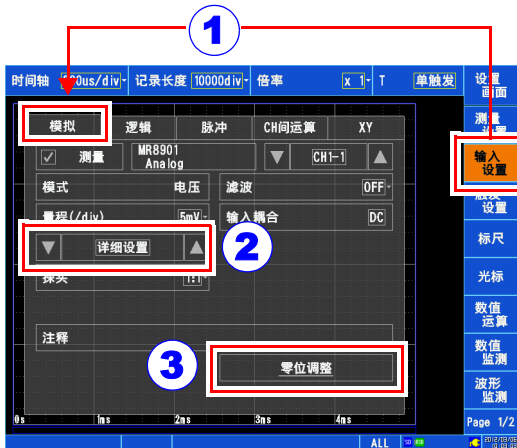 1
时间轴 00us/div 记录长度 10000div 倍率 x 1 T 单触发
设置
画面
模拟 逻辑 脉冲 CH间运算 XY
测量
设置
测量 MR8901
Analog
CH1-1
输入
设置
模式 电压 滤波 OFF
触发
设置
量程(/div) 5mV 输入耦合 DC
详细设置
2
标尺
探头 1:1
光标
数值
运算
注释
数值
监测
3
零位调整
波形
监测
0s 1ms 2ms 3ms 4ms
Page 1/2
ALL SD